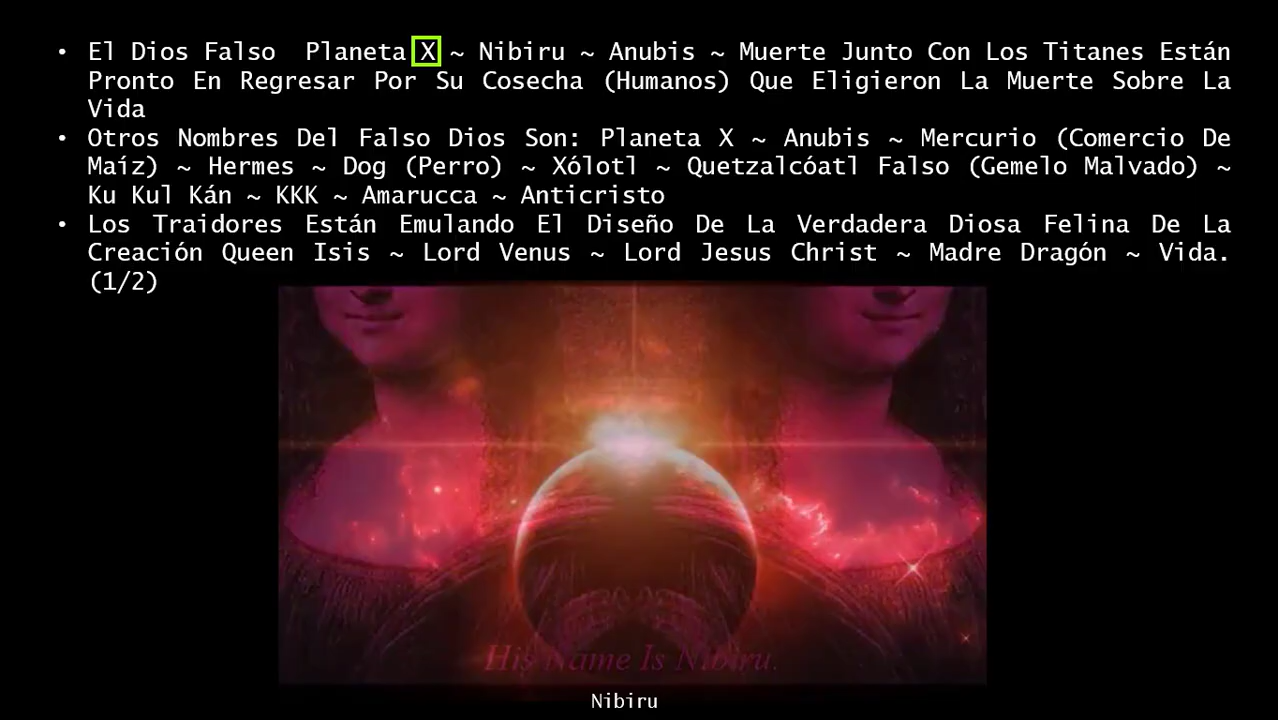 • El Dios Falso Planeta X ~ Nibiru ~ Anubis ~ Muerte Junto Con Los Titanes Están
Pronto En Regresar Por Su Cosecha (Humanos) Que Eligieron La Muerte Sobre La
Vida
• Otros Nombres Del Falso Dios Son: Planeta X ~ Anubis ~ Mercurio (Comercio De
Maíz) ~ Hermes ~ Dog (Perro) ~ Xólotl ~ Quetzalcóatl Falso (Gemelo Malvado) ~
Ku Kul Kán ~ KKK ~ Amarucca ~ Anticristo
• Los Traidores Están Emulando El Diseño De La Verdadera Diosa Felina De La
Creación Queen Isis ~ Lord Venus ~ Lord Jesus Christ ~ Madre Dragón ~ Vida.
(1/2)
His Name Is Nibiru.
Nibiru